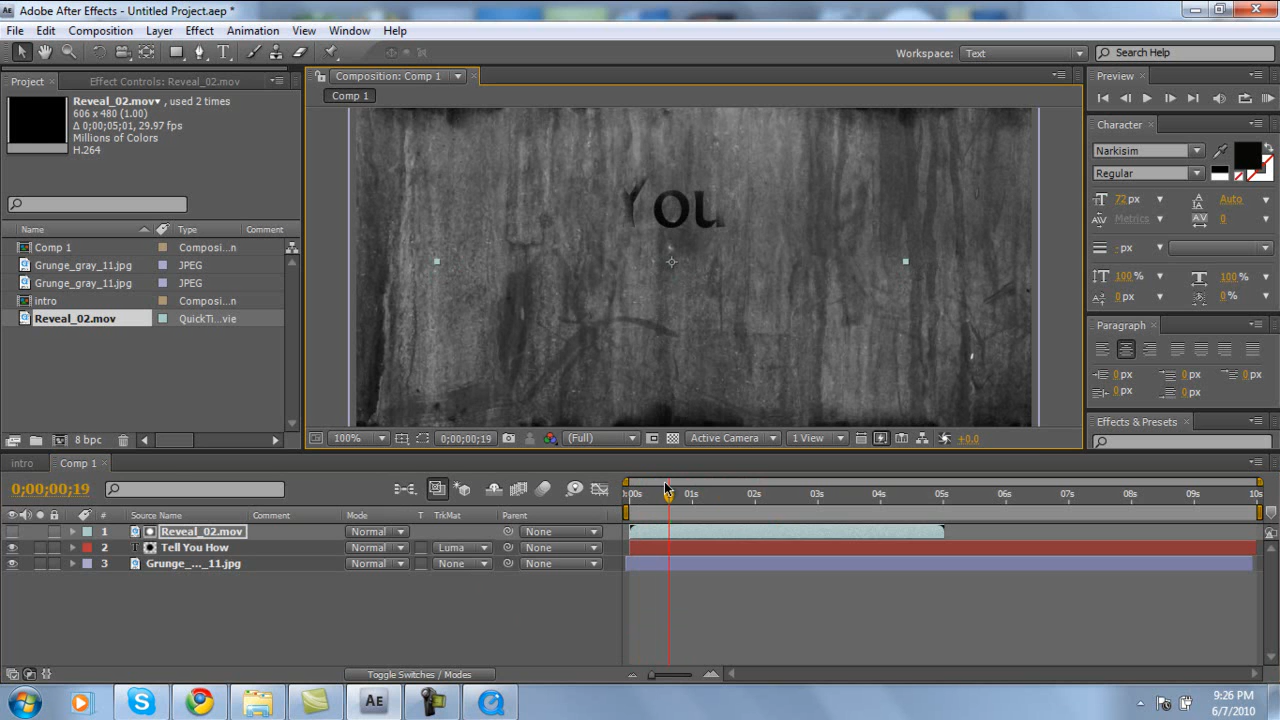 Adobe After Effects - Untitled Project.aep *
File Edit Composition Layer Effect Animation View Window Help
Workspace: Text Search Help
Project Effect Controls: Reveal_02.mov
Composition: Comp 1
Comp 1
Reveal_02.mov▾ , used 2 times
606 x 480 (1.00)
Δ 0;00;05;01, 29.97 fps
Millions of Colors
H.264
Name Type Comment
Comp 1 Composi...n
Grunge_gray_11.jpg JPEG
Grunge_gray_11.jpg JPEG
intro Composi...n
Reveal_02.mov QuickTi...vie
8 bpc
You
100% 0;00;00;19 (Full) Active Camera 1 View +0.0
Preview
Character
Narkisim
Regular
72 px Auto
Metrics 0
- px
100 % 100 %
0 px 0 %
Paragraph
0 px 0 px 0 px
0 px 0 px
Effects & Presets
intro Comp 1
0;00;00;19
0:00s 01s 02s 03s 04s 05s 06s 07s 08s 09s 10s
# Source Name Comment Mode T TrkMat Parent
1 Reveal_02.mov Normal None
2 T Tell You How Normal Luma None
3 Grunge_..._11.jpg Normal None None
Toggle Switches / Modes
AE
9:26 PM
6/7/2010